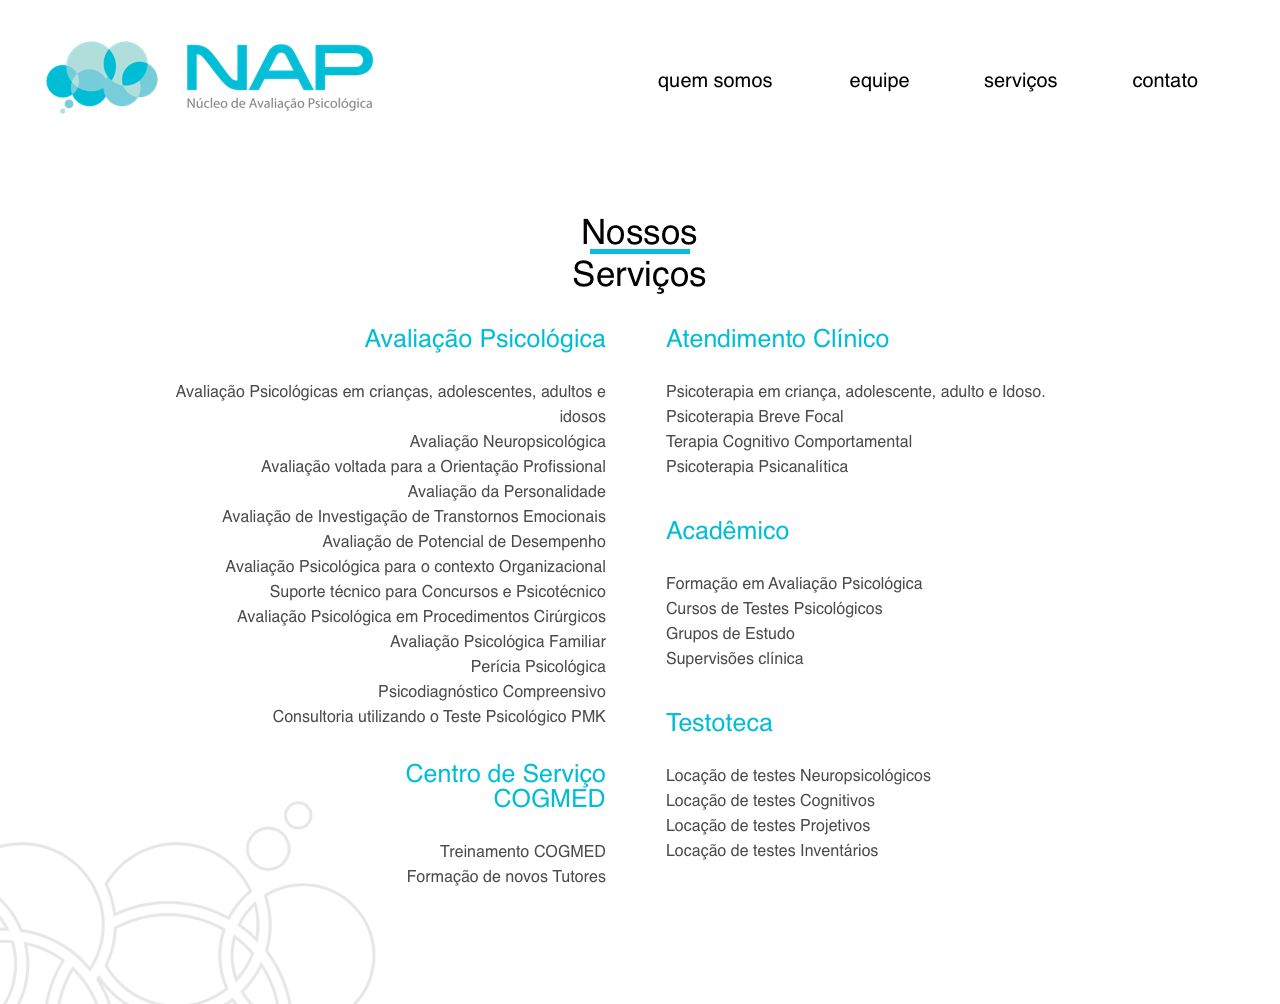 NAP
Núcleo de Avaliação Psicológica
quem somos
equipe
serviços
contato
Nossos
Serviços
Avaliação Psicológica
Avaliação Psicológicas em crianças, adolescentes, adultos e
idosos
Avaliação Neuropsicológica
Avaliação voltada para a Orientação Profissional
Avaliação da Personalidade
Avaliação de Investigação de Transtornos Emocionais
Avaliação de Potencial de Desempenho
Avaliação Psicológica para o contexto Organizacional
Suporte técnico para Concursos e Psicotécnico
Avaliação Psicológica em Procedimentos Cirúrgicos
Avaliação Psicológica Familiar
Perícia Psicológica
Psicodiagnóstico Compreensivo
Consultoria utilizando o Teste Psicológico PMK
Centro de Serviço
COGMED
Treinamento COGMED
Formação de novos Tutores
Atendimento Clínico
Psicoterapia em criança, adolescente, adulto e Idoso.
Psicoterapia Breve Focal
Terapia Cognitivo Comportamental
Psicoterapia Psicanalítica
Acadêmico
Formação em Avaliação Psicológica
Cursos de Testes Psicológicos
Grupos de Estudo
Supervisões clínica
Testoteca
Locação de testes Neuropsicológicos
Locação de testes Cognitivos
Locação de testes Projetivos
Locação de testes Inventários